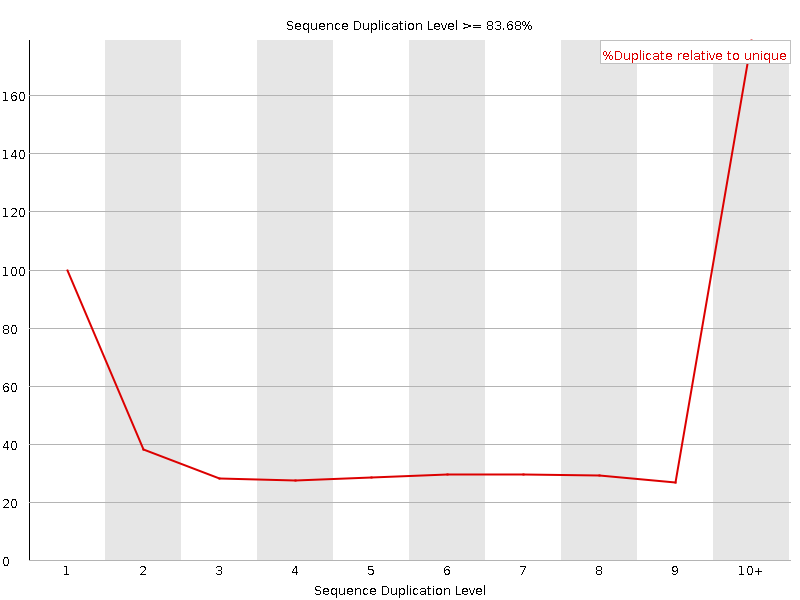 Sequence Duplication Level >= 83.68%
%Duplicate relative to unique
160
140
120
100
80
60
40
20
0
1 2 3 4 5 6 7 8 9 10+
Sequence Duplication Level